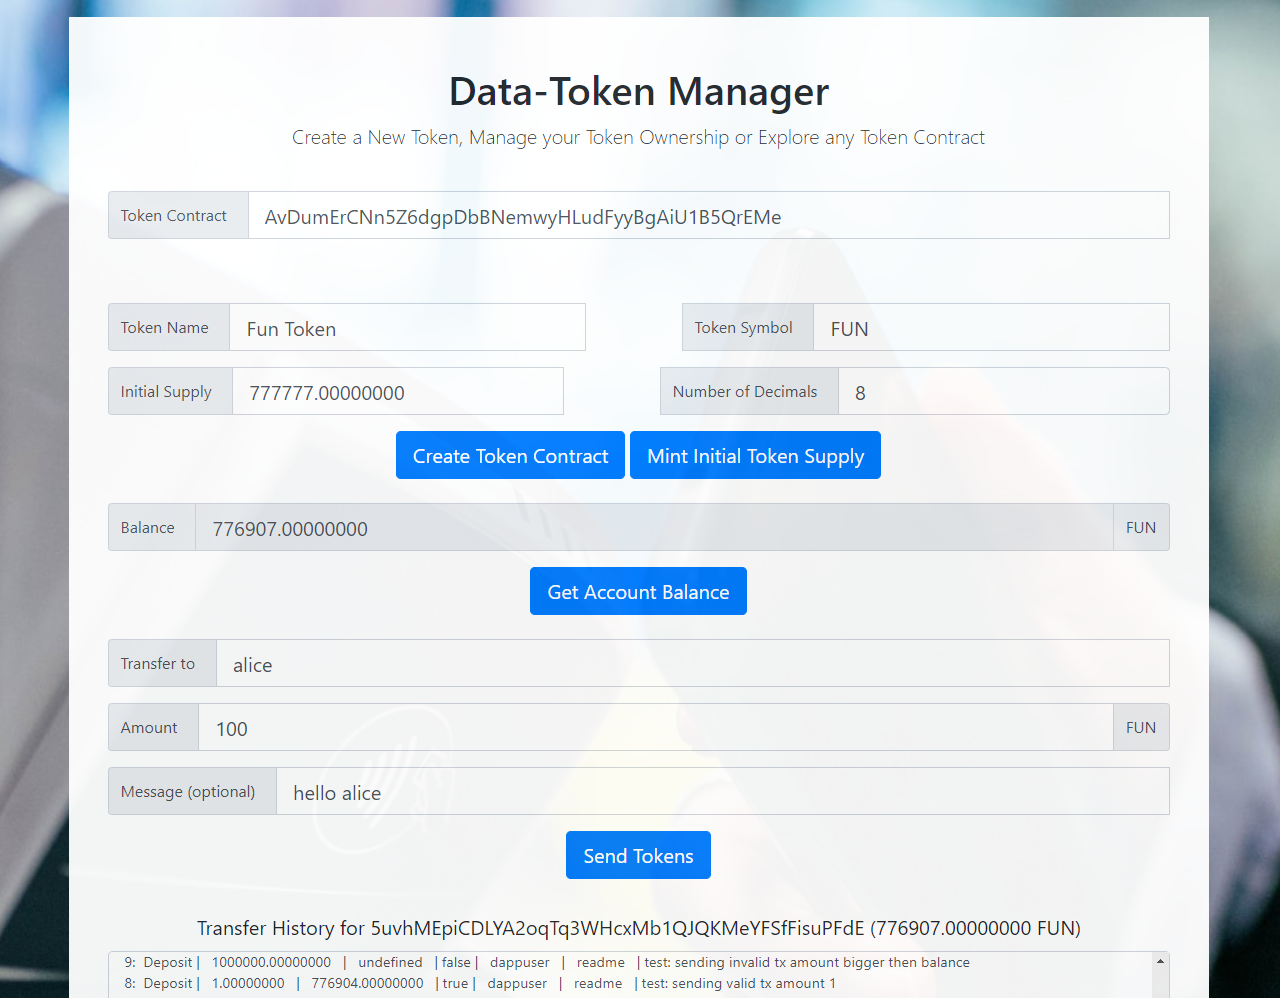 Data-Token Manager
Create a New Token, Manage your Token Ownership or Explore any Token Contract
Token Contract AvDumErCNn5Z6dgpDbBNemwyHLudFyyBgAiU1B5QrEMe
Token Name Fun Token Token Symbol FUN
Initial Supply 777777.00000000 Number of Decimals 8
Create Token Contract Mint Initial Token Supply
Balance 776907.00000000 FUN
Get Account Balance
Transfer to alice
Amount 100 FUN
Message (optional) hello alice
Send Tokens
Transfer History for 5uvhMEpiCDLYA2oqTq3WHcxMb1QJQKMeYFSfFisuPFdE (776907.00000000 FUN)
9: Deposit | 1000000.00000000 | undefined | false | dappuser | readme | test: sending invalid tx amount bigger then balance
8: Deposit | 1.00000000 | 776904.00000000 | true | dappuser | readme | test: sending valid tx amount 1